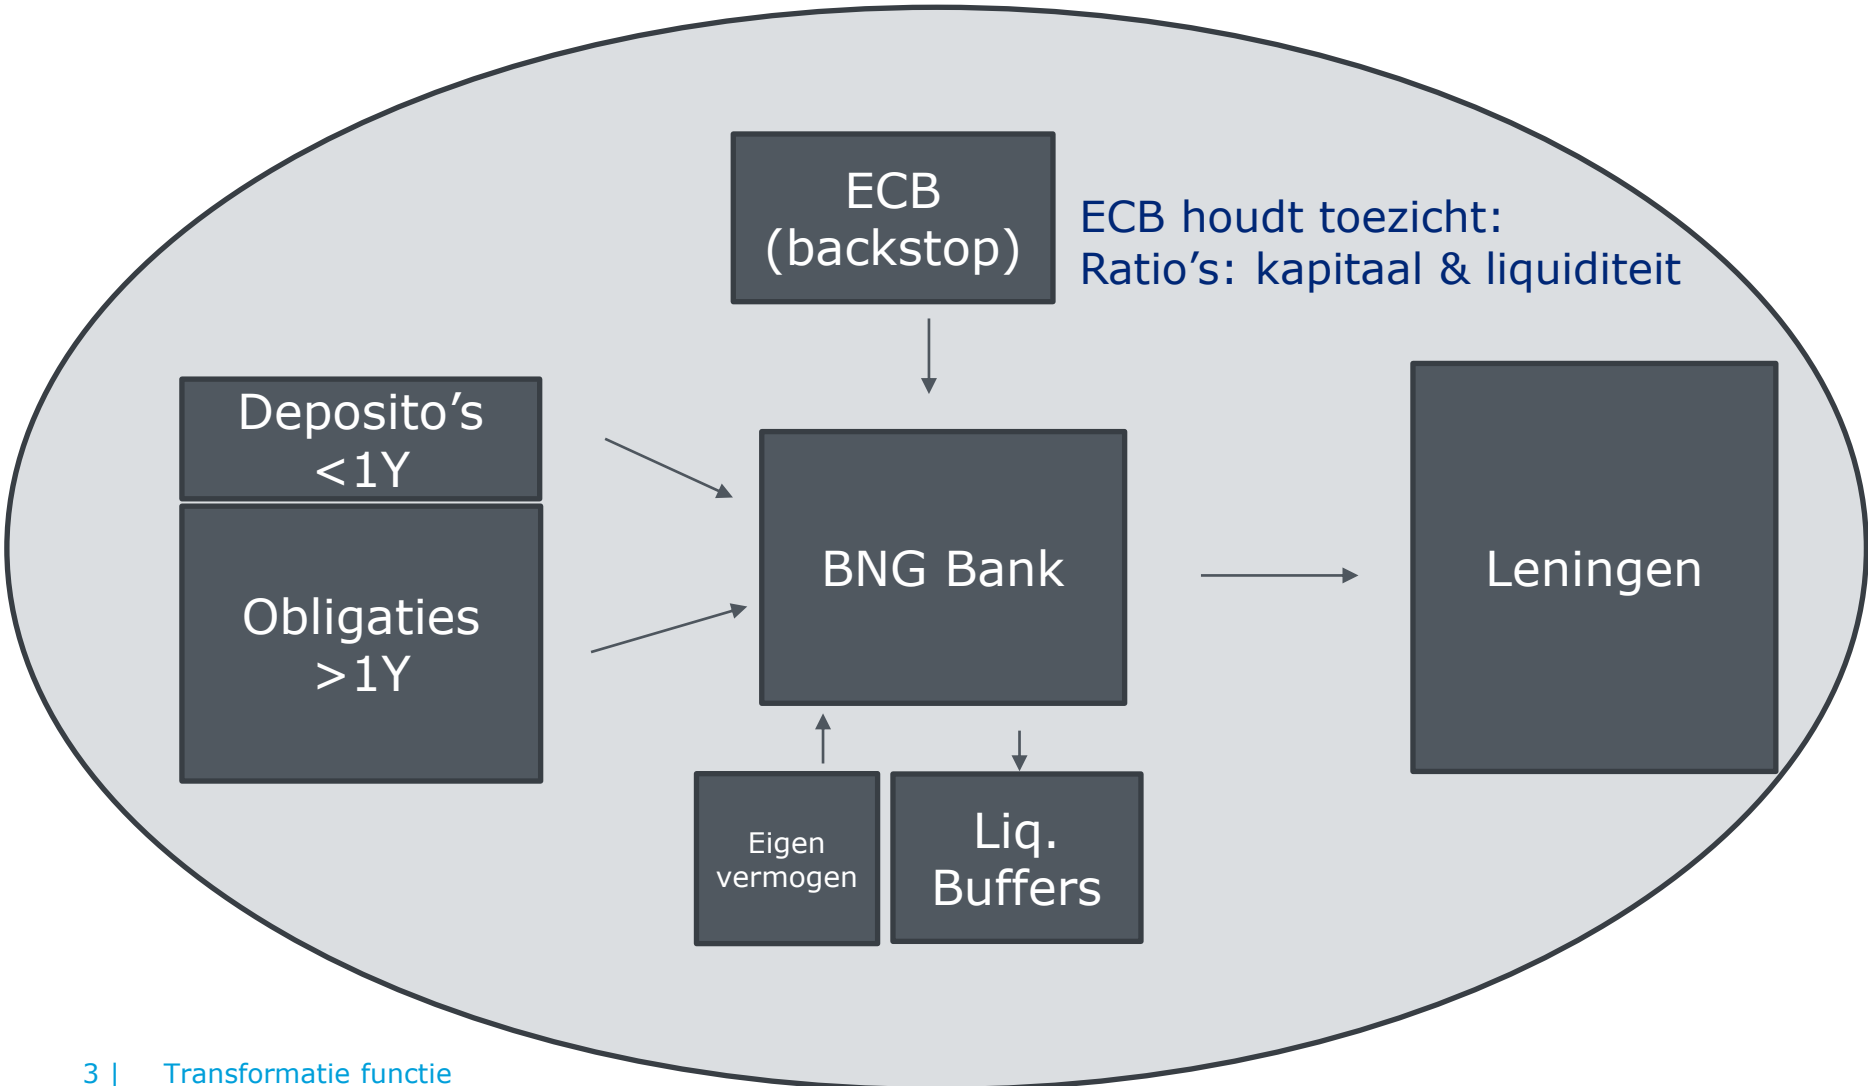 ECB
(backstop)
ECB houdt toezicht:
Ratio’s: kapitaal & liquiditeit
Deposito’s
<1Y
Obligaties
>1Y
BNG Bank
Leningen
Eigen
vermogen
Liq.
Buffers
3 | Transformatie functie